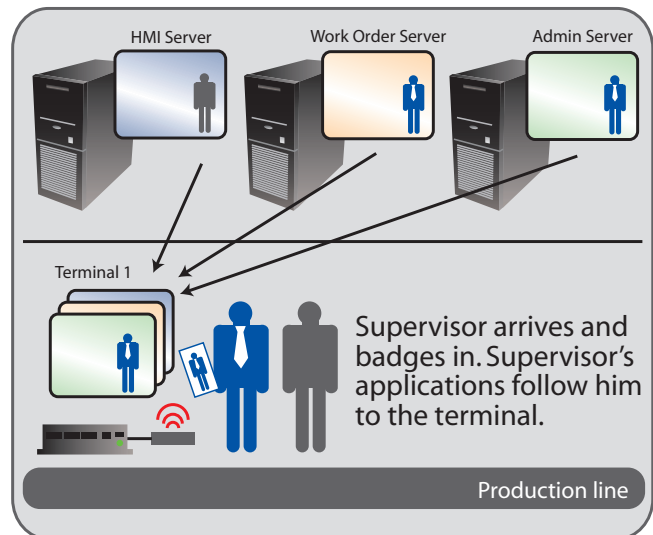 HMI Server
Work Order Server
Admin Server
Terminal 1
Supervisor arrives and
badges in. Supervisor's
applications follow him
to the terminal.
Production line